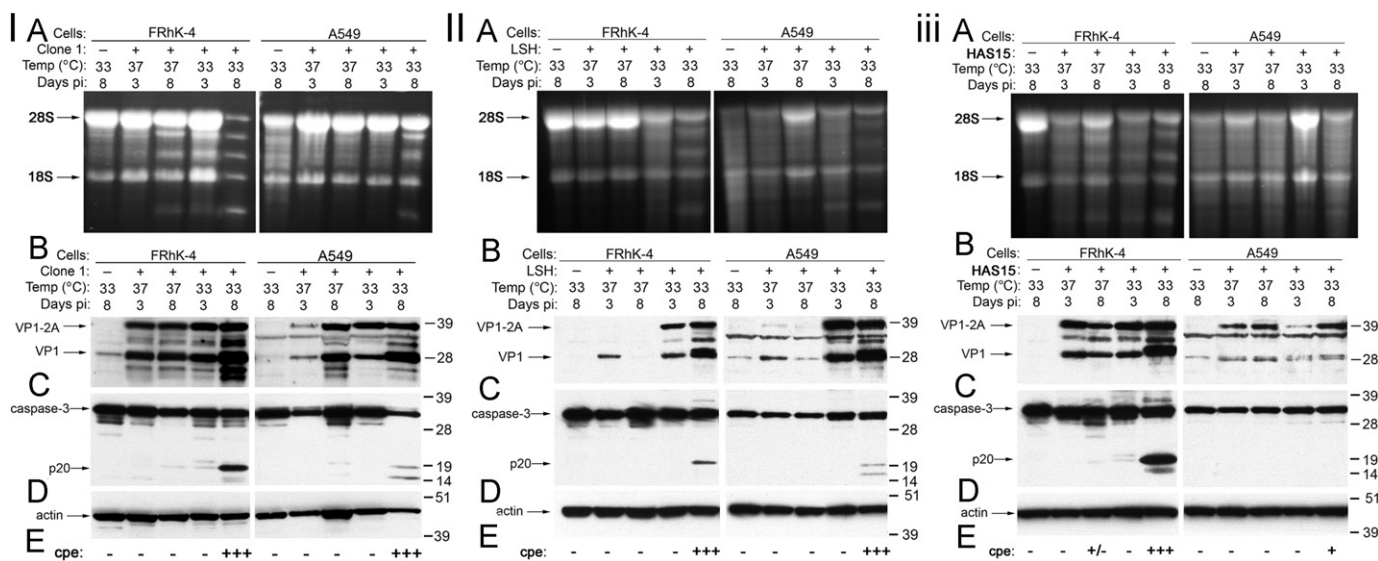 I A
Cells: FRhK-4 A549
Clone 1: – + + + + – + + + +
Temp (°C): 33 37 37 33 33 33 37 37 33 33
Days pi: 8 3 8 3 8 8 3 8 3 8
28S
18S
B
Cells: FRhK-4 A549
Clone 1: – + + + + – + + + +
Temp (°C): 33 37 37 33 33 33 37 37 33 33
Days pi: 8 3 8 3 8 8 3 8 3 8
VP1-2A –39
VP1 –28
C
–39
caspase-3
–28
p20 –19
–14
D –51
actin
–39
E cpe: - - - - +++ - - - - +++
II A
Cells: FRhK-4 A549
LSH: – + + + + – + + + +
Temp (°C): 33 37 37 33 33 33 37 37 33 33
Days pi: 8 3 8 3 8 8 3 8 3 8
28S
18S
B
Cells: FRhK-4 A549
LSH: – + + + + – + + + +
Temp (°C): 33 37 37 33 33 33 37 37 33 33
Days pi: 8 3 8 3 8 8 3 8 3 8
VP1-2A –39
VP1 –28
C
–39
caspase-3
–28
p20 –19
–14
D –51
actin
–39
E cpe: - - - - +++ - - - - +++
iii A
Cells: FRhK-4 A549
HAS15: – + + + + – + + + +
Temp (°C): 33 37 37 33 33 33 37 37 33 33
Days pi: 8 3 8 3 8 8 3 8 3 8
28S
18S
B
Cells: FRhK-4 A549
HAS15: – + + + + – + + + +
Temp (°C): 33 37 37 33 33 33 37 37 33 33
Days pi: 8 3 8 3 8 8 3 8 3 8
VP1-2A –39
VP1 –28
C
–39
caspase-3
–28
p20 –19
–14
D –51
actin
–39
E cpe: - - +/- - +++ - - - - +